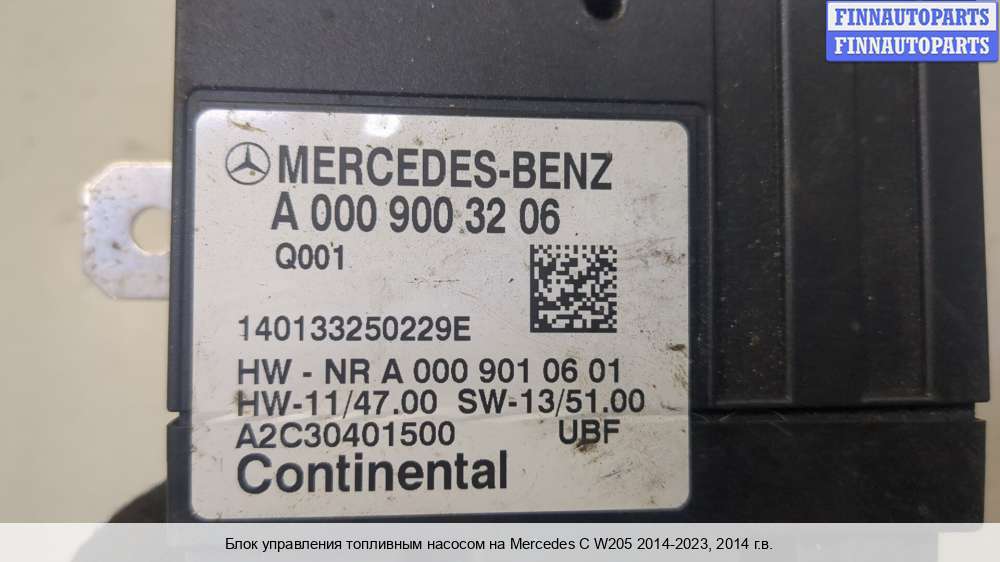 FINNAUTOPARTS
FINNAUTOPARTS
MERCEDES-BENZ
A 000 900 32 06
Q001
140133250229E
HW - NR A 000 901 06 01
HW-11/47.00 SW-13/51.00
A2C30401500 UBF
Continental
Блок управления топливным насосом на Mercedes C W205 2014-2023, 2014 г.в.